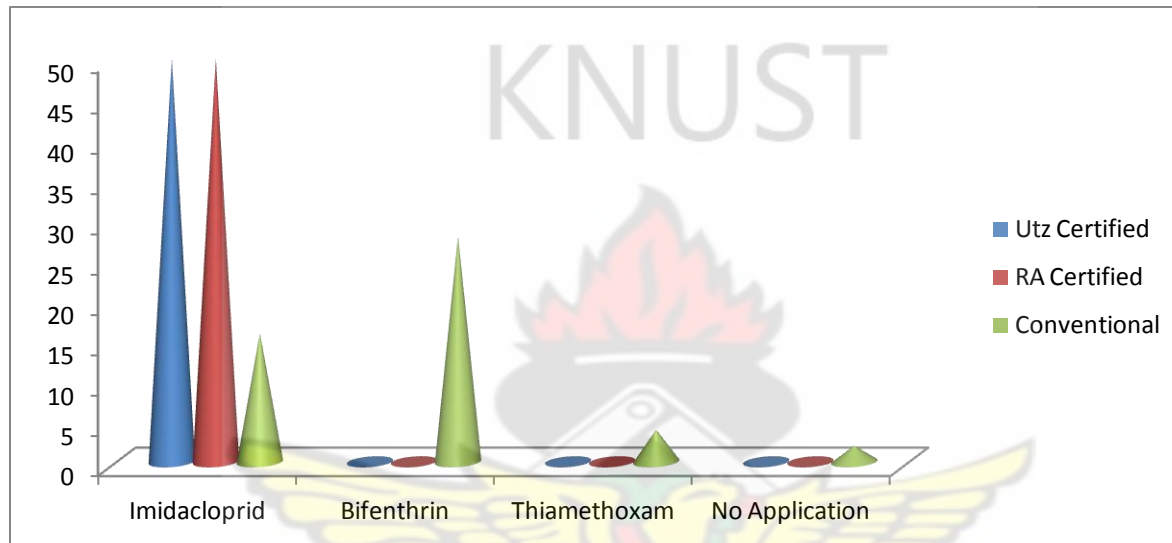 KNUST
50
45
40
35
30
25
20
15
10
5
0
Imidacloprid
Bifenthrin
Thiamethoxam
No Application
Utz Certified
RA Certified
Conventional